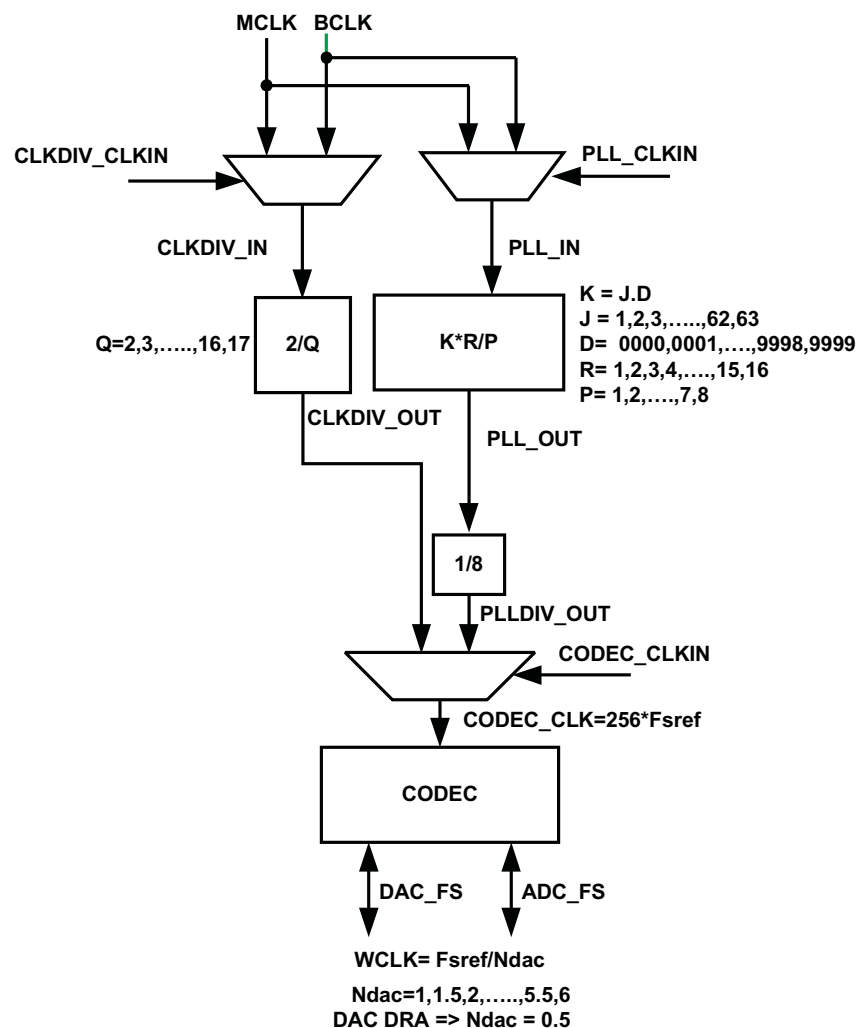 MCLK BCLK
CLKDIV_CLKIN
PLL_CLKIN
CLKDIV_IN
PLL_IN
Q=2,3,.....,16,17
2/Q
K*R/P
K = J.D
J = 1,2,3,.....,62,63
D= 0000,0001,....,9998,9999
R= 1,2,3,4,....,15,16
P= 1,2,....,7,8
CLKDIV_OUT
PLL_OUT
1/8
PLLDIV_OUT
CODEC_CLKIN
CODEC_CLK=256*Fsref
CODEC
DAC_FS
ADC_FS
WCLK= Fsref/Ndac
Ndac=1,1.5,2,.....,5.5,6
DAC DRA => Ndac = 0.5